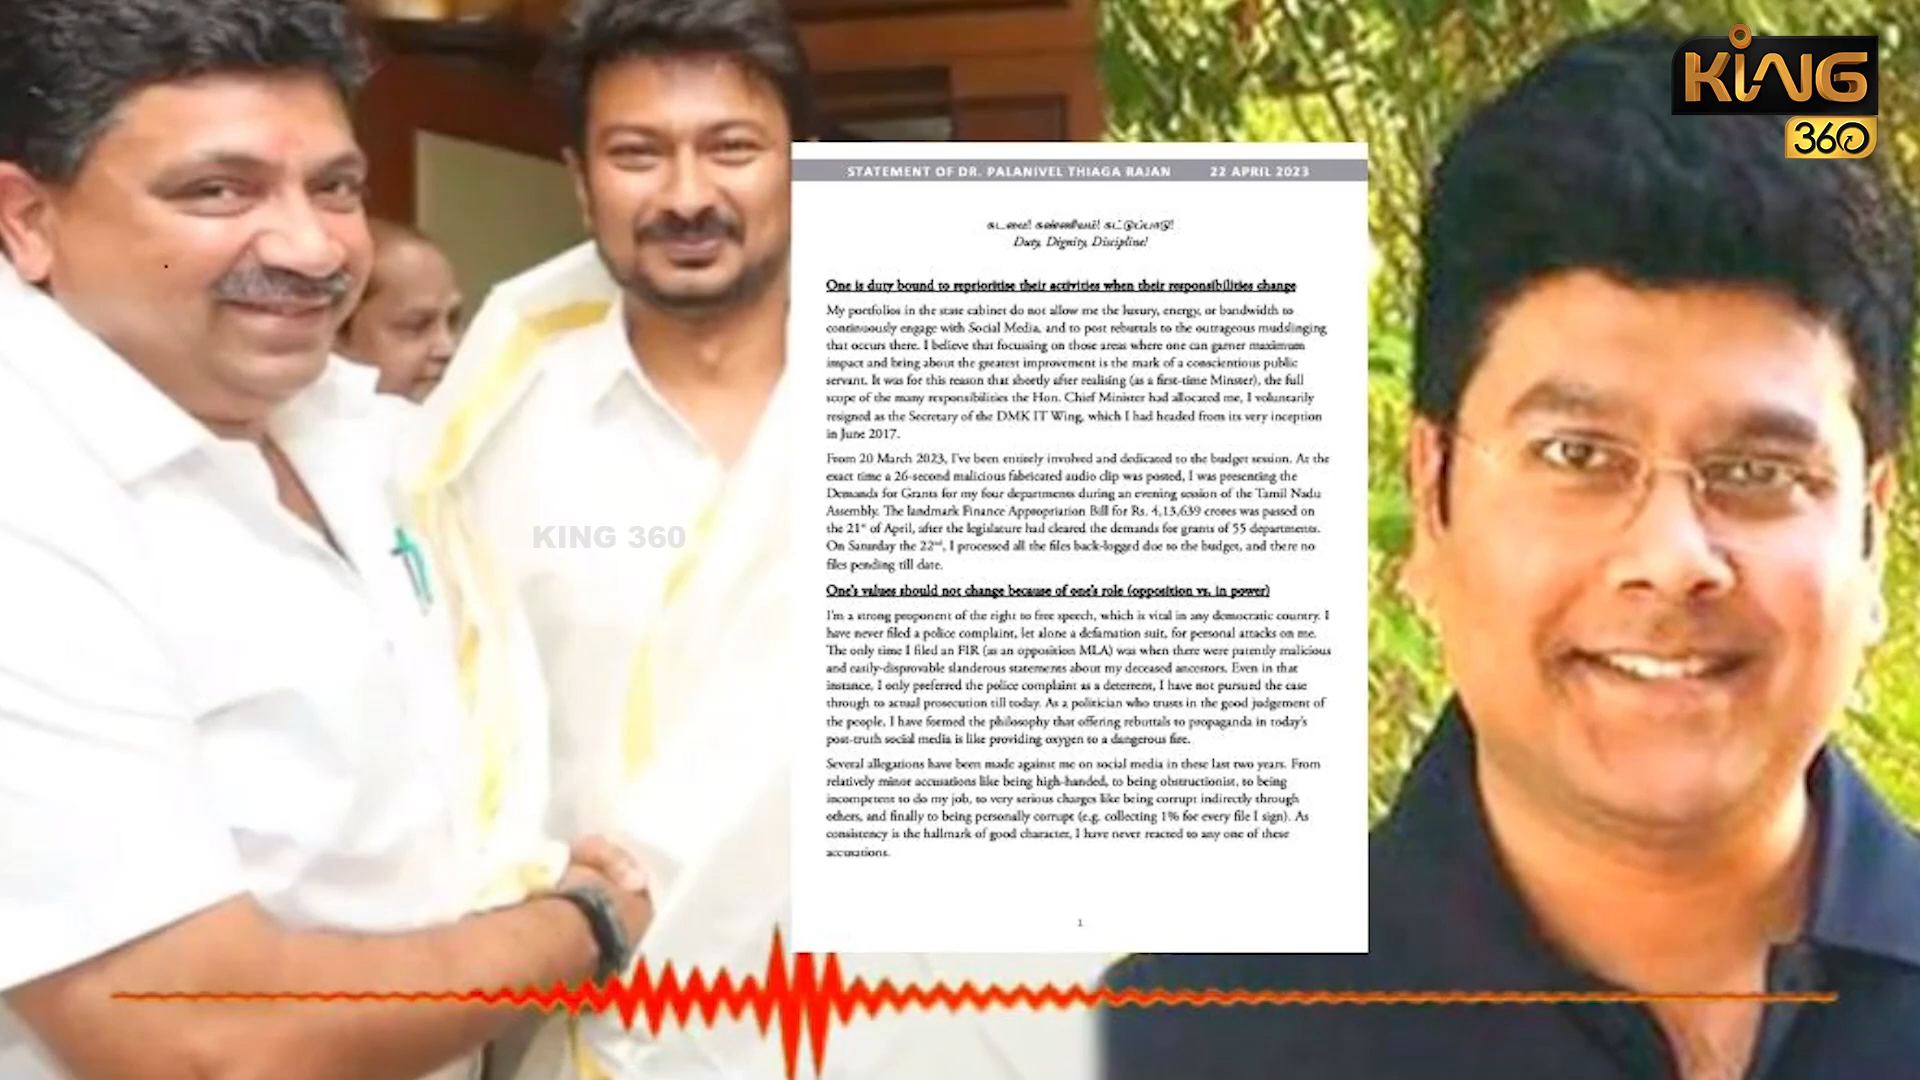 KING
360
STATEMENT OF DR. PALANIVEL THIAGA RAJAN 22 APRIL 2023
கடமை! கண்ணியம்! கட்டுப்பாடு!
Duty, Dignity, Discipline!
One is duty bound to reprioritise their activities when their responsibilities change
My portfolios in the state cabinet do not allow me the luxury, energy, or bandwidth to
continuously engage with Social Media, and to post rebuttals to the outrageous mudslinging
that occurs there. I believe that focussing on those areas where one can garner maximum
impact and bring about the greatest improvement is the mark of a conscientious public
servant. It was for this reason that shortly after realising (as a first-time Minster), the full
scope of the many responsibilities the Hon. Chief Minister had allocated me, I voluntarily
resigned as the Secretary of the DMK IT Wing, which I had headed from its very inception
in June 2017.
From 20 March 2023, I've been entirely involved and dedicated to the budget session. At the
exact time a 26-second malicious fabricated audio clip was posted, I was presenting the
Demands for Grants for my four departments during an evening session of the Tamil Nadu
Assembly. The landmark Finance Appropriation Bill for Rs. 4,13,639 crores was passed on
the 21st of April, after the legislature had cleared the demands for grants of 55 departments.
On Saturday the 22nd, I processed all the files back-logged due to the budget, and there no
files pending till date.
One's values should not change because of one's role (opposition vs. in power)
I'm a strong proponent of the right to free speech, which is vital in any democratic country. I
have never filed a police complaint, let alone a defamation suit, for personal attacks on me.
The only time I filed an FIR (as an opposition MLA) was when there were patently malicious
and easily-disprovable slanderous statements about my deceased ancestors. Even in that
instance, I only preferred the police complaint as a deterrent, I have not pursued the case
through to actual prosecution till today. As a politician who trusts in the good judgement of
the people, I have formed the philosophy that offering rebuttals to propaganda in today's
post-truth social media is like providing oxygen to a dangerous fire.
Several allegations have been made against me on social media in these last two years. From
relatively minor accusations like being high-handed, to being obstructionist, to being
incompetent to do my job, to very serious charges like being corrupt indirectly through
others, and finally to being personally corrupt (e.g. collecting 1% for every file I sign). As
consistency is the hallmark of good character, I have never reacted to any one of these
accusations.
1
KING 360